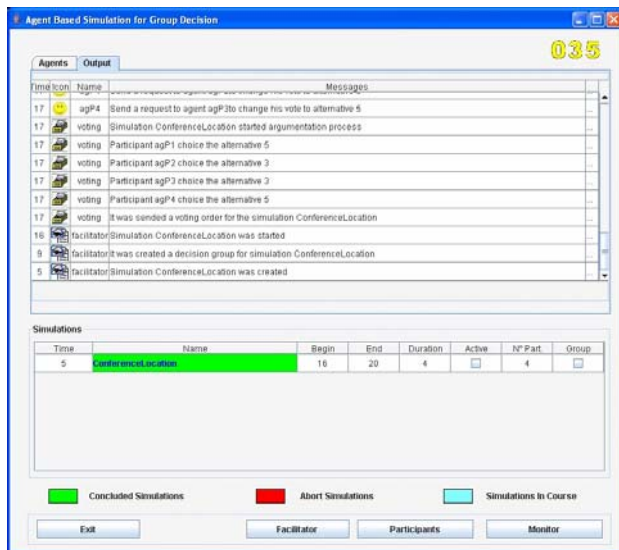 Agent Based Simulation for Group Decision
035
Agents Output
Time Icon Name Messages
17 agP4 Send a request to agent agP3to change his vote to alternative 5
17 voting Simulation ConferenceLocation started argumentation process
17 voting Participant agP1 choice the alternative 5
17 voting Participant agP2 choice the alternative 3
17 voting Participant agP3 choice the alternative 3
17 voting Participant agP4 choice the alternative 5
17 voting It was sended a voting order for the simulation ConferenceLocation
16 facilitator Simulation ConferenceLocation was started
9 facilitator It was created a decision group for simulation ConferenceLocation
5 facilitator Simulation ConferenceLocation was created
Simulations
Time Name Begin End Duration Active Nº Part. Group
5 ConferenceLocation 16 20 4 4
Concluded Simulations Abort Simulations Simulations In Course
Exit Facilitator Participants Monitor